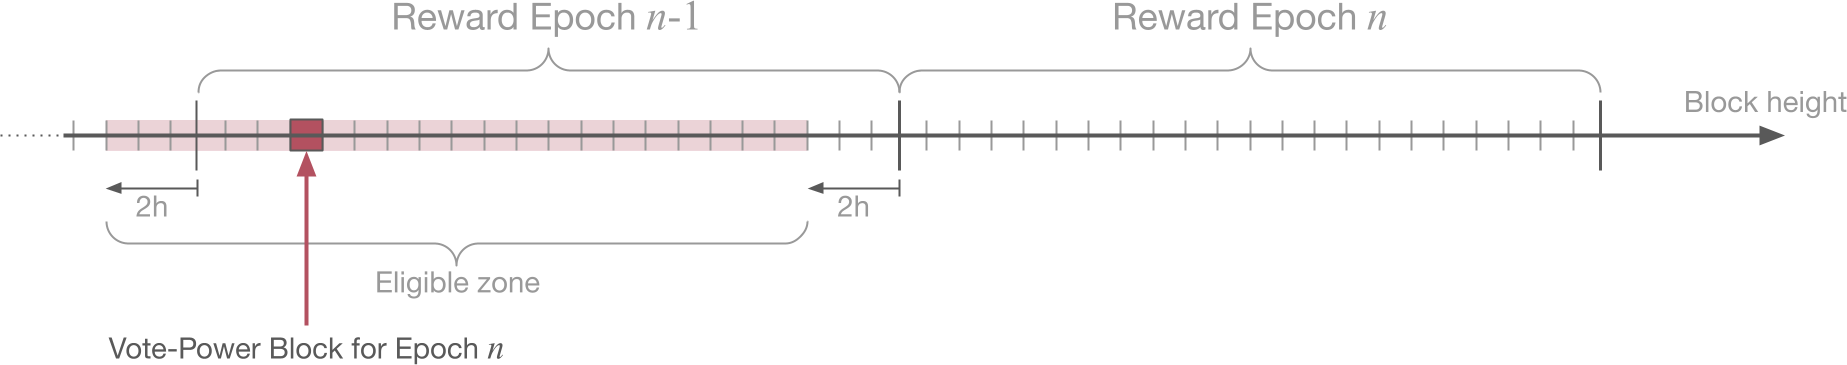 Reward Epoch n-1
Reward Epoch n
Block height
2h
2h
Eligible zone
Vote-Power Block for Epoch n